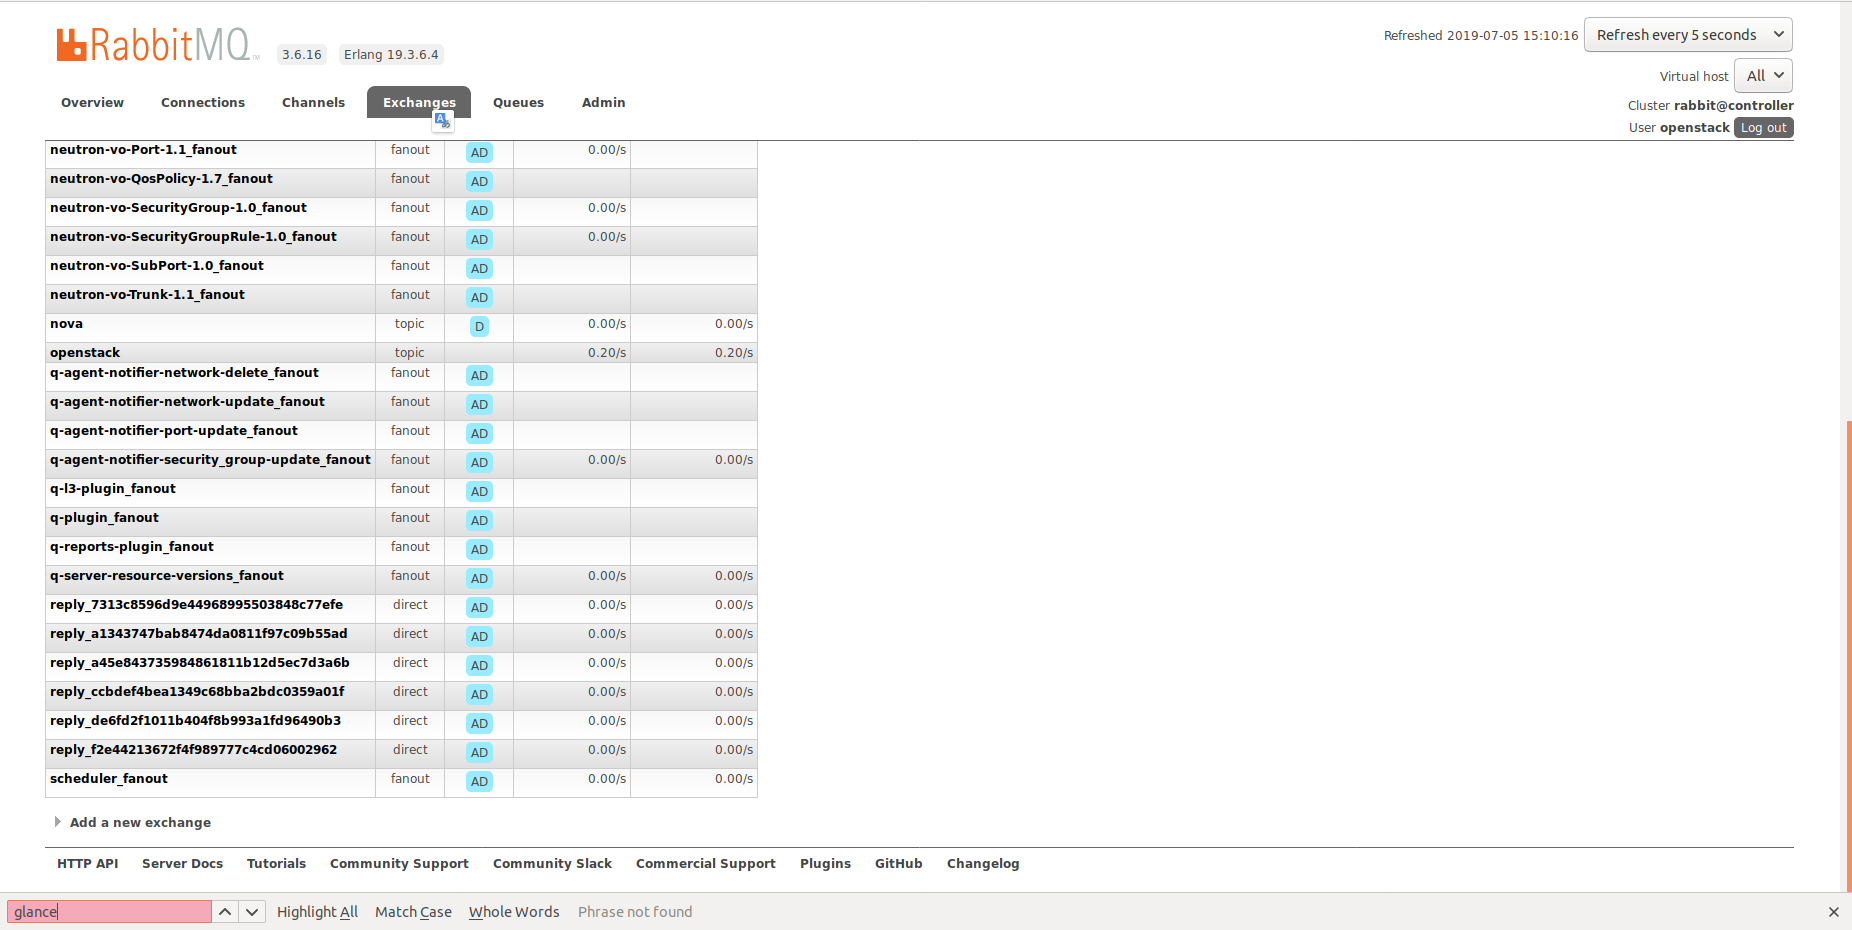 RabbitMQ TM 3.6.16 Erlang 19.3.6.4
Refreshed 2019-07-05 15:10:16 Refresh every 5 seconds
Virtual host All
Cluster rabbit@controller
User openstack Log out
Overview Connections Channels Exchanges Queues Admin
neutron-vo-Port-1.1_fanout fanout AD 0.00/s
neutron-vo-QosPolicy-1.7_fanout fanout AD
neutron-vo-SecurityGroup-1.0_fanout fanout AD 0.00/s
neutron-vo-SecurityGroupRule-1.0_fanout fanout AD 0.00/s
neutron-vo-SubPort-1.0_fanout fanout AD
neutron-vo-Trunk-1.1_fanout fanout AD
nova topic D 0.00/s 0.00/s
openstack topic 0.20/s 0.20/s
q-agent-notifier-network-delete_fanout fanout AD
q-agent-notifier-network-update_fanout fanout AD
q-agent-notifier-port-update_fanout fanout AD
q-agent-notifier-security_group-update_fanout fanout AD 0.00/s 0.00/s
q-l3-plugin_fanout fanout AD
q-plugin_fanout fanout AD
q-reports-plugin_fanout fanout AD
q-server-resource-versions_fanout fanout AD 0.00/s 0.00/s
reply_7313c8596d9e44968995503848c77efe direct AD 0.00/s 0.00/s
reply_a1343747bab8474da0811f97c09b55ad direct AD 0.00/s 0.00/s
reply_a45e843735984861811b12d5ec7d3a6b direct AD 0.00/s 0.00/s
reply_ccbdef4bea1349c68bba2bdc0359a01f direct AD 0.00/s 0.00/s
reply_de6fd2f1011b404f8b993a1fd96490b3 direct AD 0.00/s 0.00/s
reply_f2e44213672f4f989777c4cd06002962 direct AD 0.00/s 0.00/s
scheduler_fanout fanout AD 0.00/s 0.00/s
Add a new exchange
HTTP API Server Docs Tutorials Community Support Community Slack Commercial Support Plugins GitHub Changelog
glance Highlight All Match Case Whole Words Phrase not found